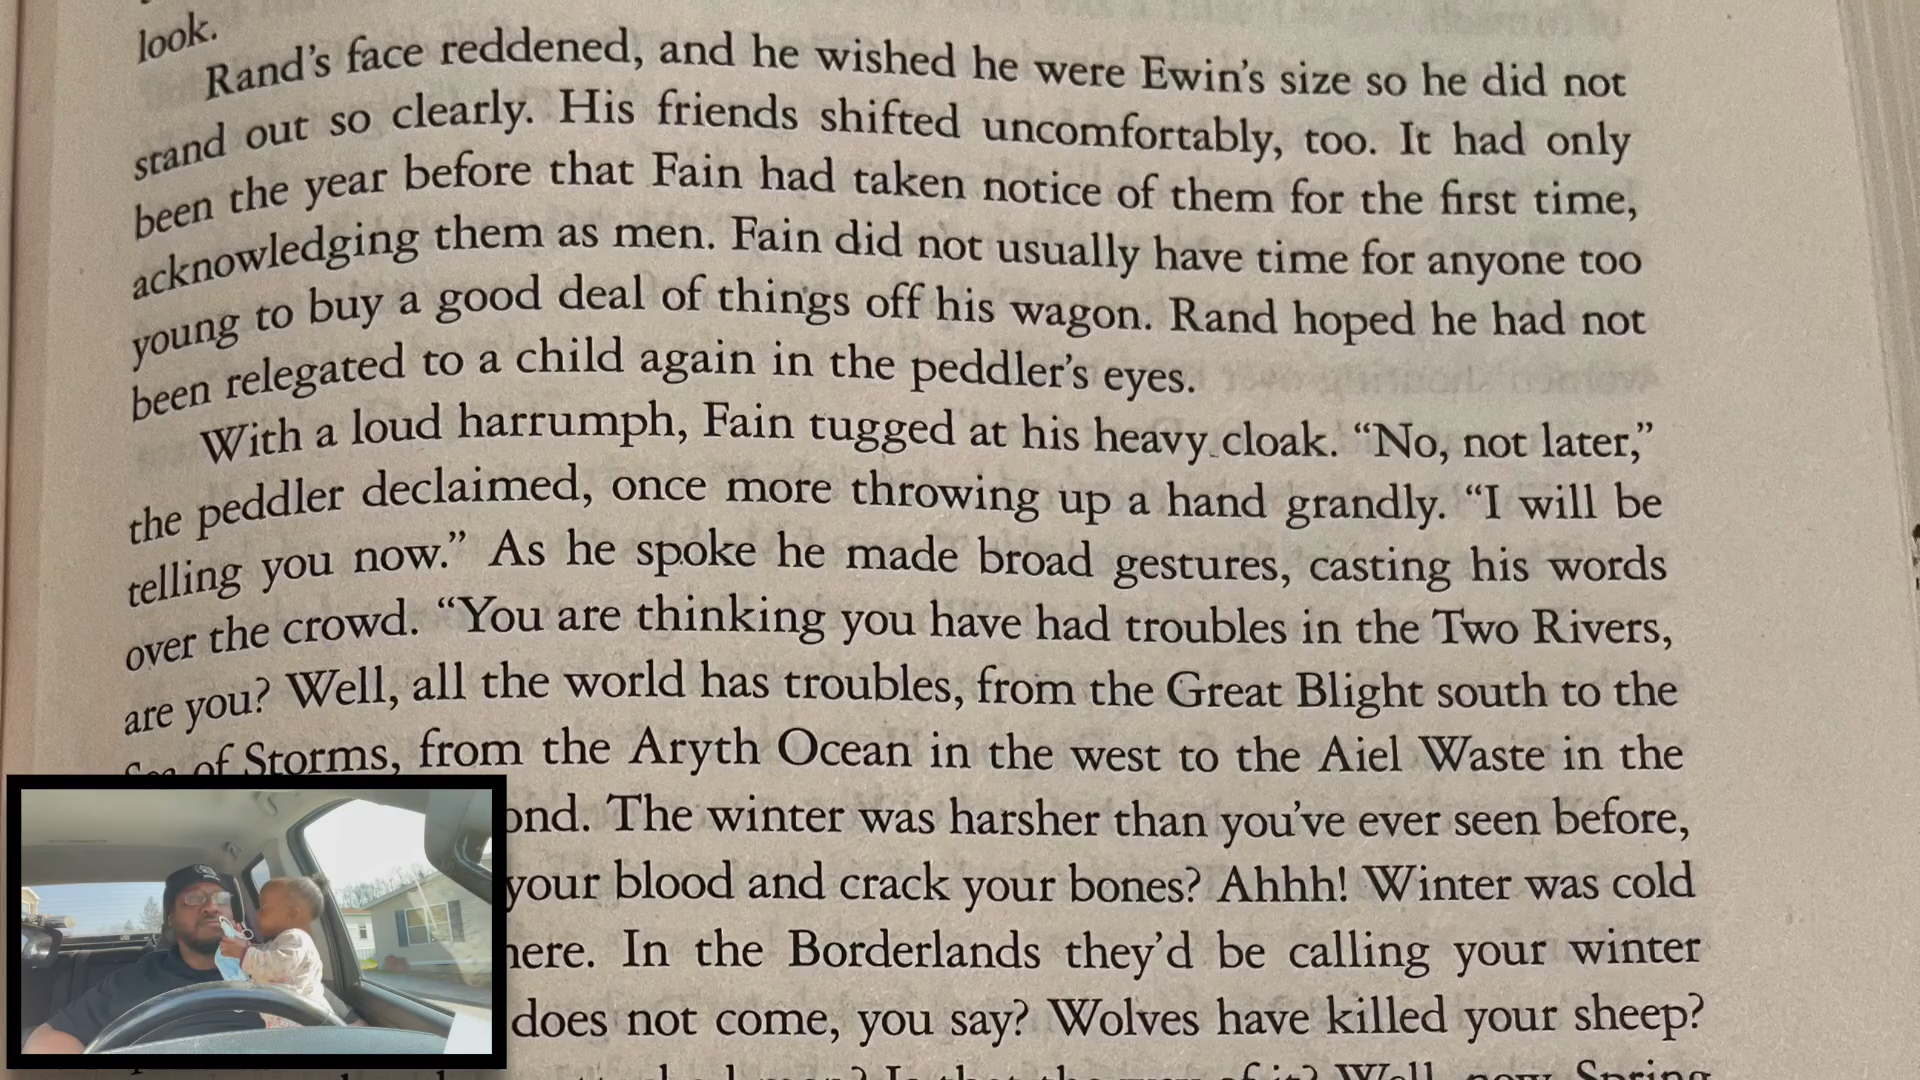 look.
Rand's face reddened, and he wished he were Ewin's size so he did not
stand out so clearly. His friends shifted uncomfortably, too. It had only
been the year before that Fain had taken notice of them for the first time,
acknowledging them as men. Fain did not usually have time for anyone too
young to buy a good deal of things off his wagon. Rand hoped he had not
been relegated to a child again in the peddler's eyes.
With a loud harrumph, Fain tugged at his heavy cloak. “No, not later,”
the peddler declaimed, once more throwing up a hand grandly. “I will be
telling you now.” As he spoke he made broad gestures, casting his words
over the crowd. “You are thinking you have had troubles in the Two Rivers,
are you? Well, all the world has troubles, from the Great Blight south to the
of Storms, from the Aryth Ocean in the west to the Aiel Waste in the
ond. The winter was harsher than you've ever seen before,
your blood and crack your bones? Ahhh! Winter was cold
here. In the Borderlands they'd be calling your winter
does not come, you say? Wolves have killed your sheep?
Well, now. Spring